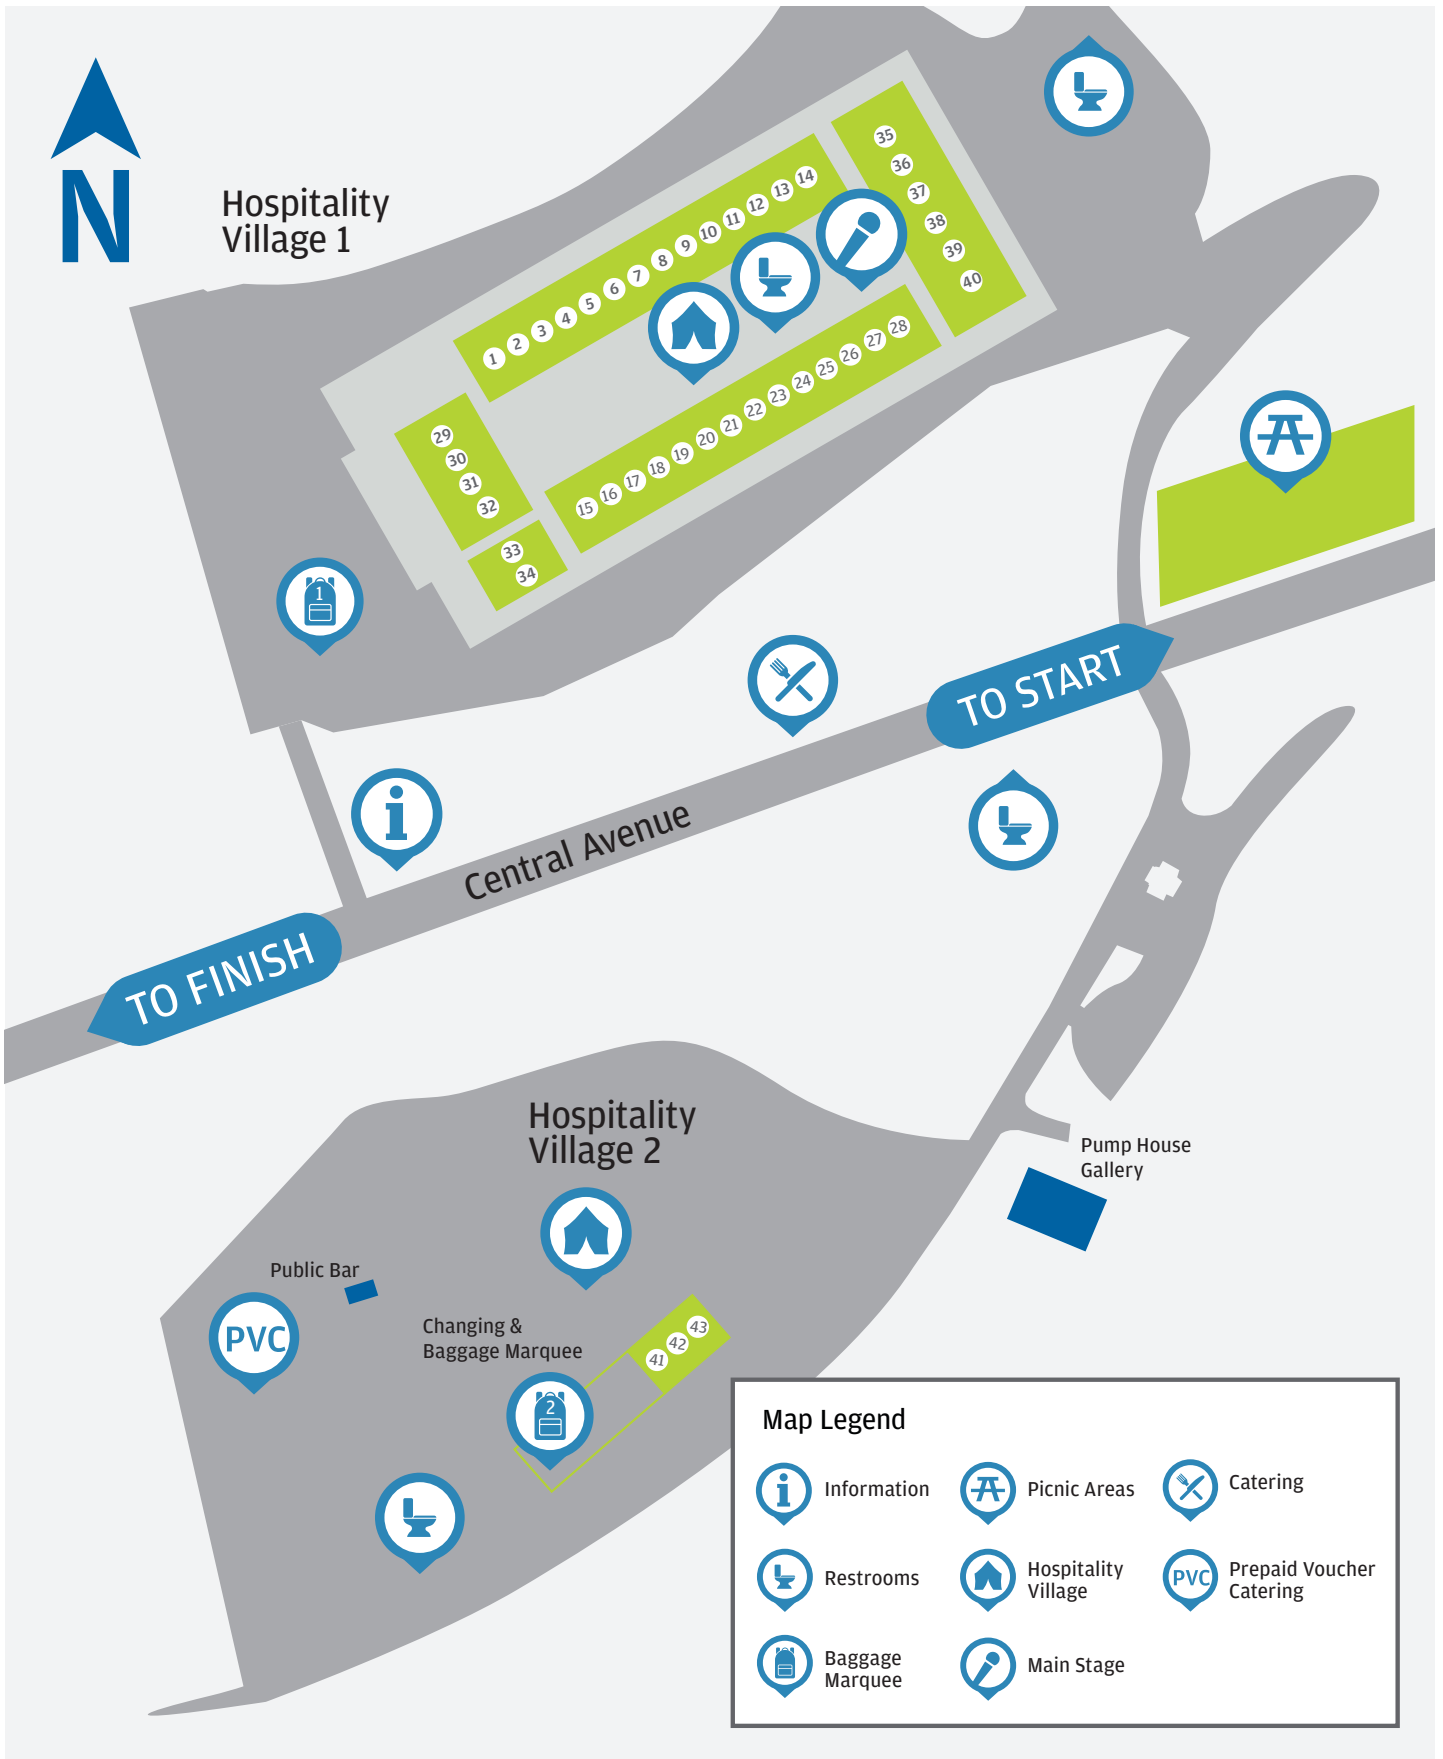 N
Hospitality
Village 1
35
36
37
38
39
40
1
2
3
4
5
6
7
8
9
10
11
12
13
14
15
16
17
18
19
20
21
22
23
24
25
26
27
28
29
30
31
32
33
34
1
TO START
Central Avenue
TO FINISH
Hospitality
Village 2
Pump House
Gallery
Public Bar
PVC
Changing &
Baggage Marquee
41
42
43
2
Map Legend
Information
Picnic Areas
Catering
Restrooms
Hospitality
Village
PVC
Prepaid Voucher
Catering
Baggage
Marquee
Main Stage